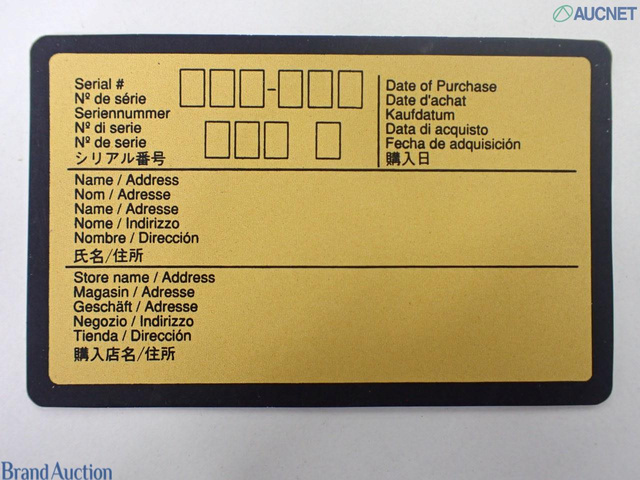 AUCNET
Serial #
Nº de série
Seriennummer
Nº di serie
Nº de serie
シリアル番号
Date of Purchase
Date d'achat
Kaufdatum
Data di acquisto
Fecha de adquisición
購入日
Name / Address
Nom / Adresse
Name / Adresse
Nome / Indirizzo
Nombre / Dirección
氏名/住所
Store name / Address
Magasin / Adresse
Geschäft / Adresse
Negozio / Indirizzo
Tienda / Dirección
購入店名/住所
Brand Auction